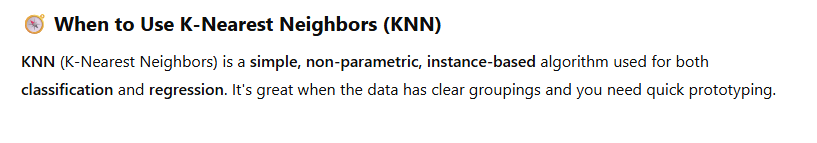 🧭 When to Use K-Nearest Neighbors (KNN)
KNN (K-Nearest Neighbors) is a simple, non-parametric, instance-based algorithm used for both
classification and regression. It's great when the data has clear groupings and you need quick prototyping.